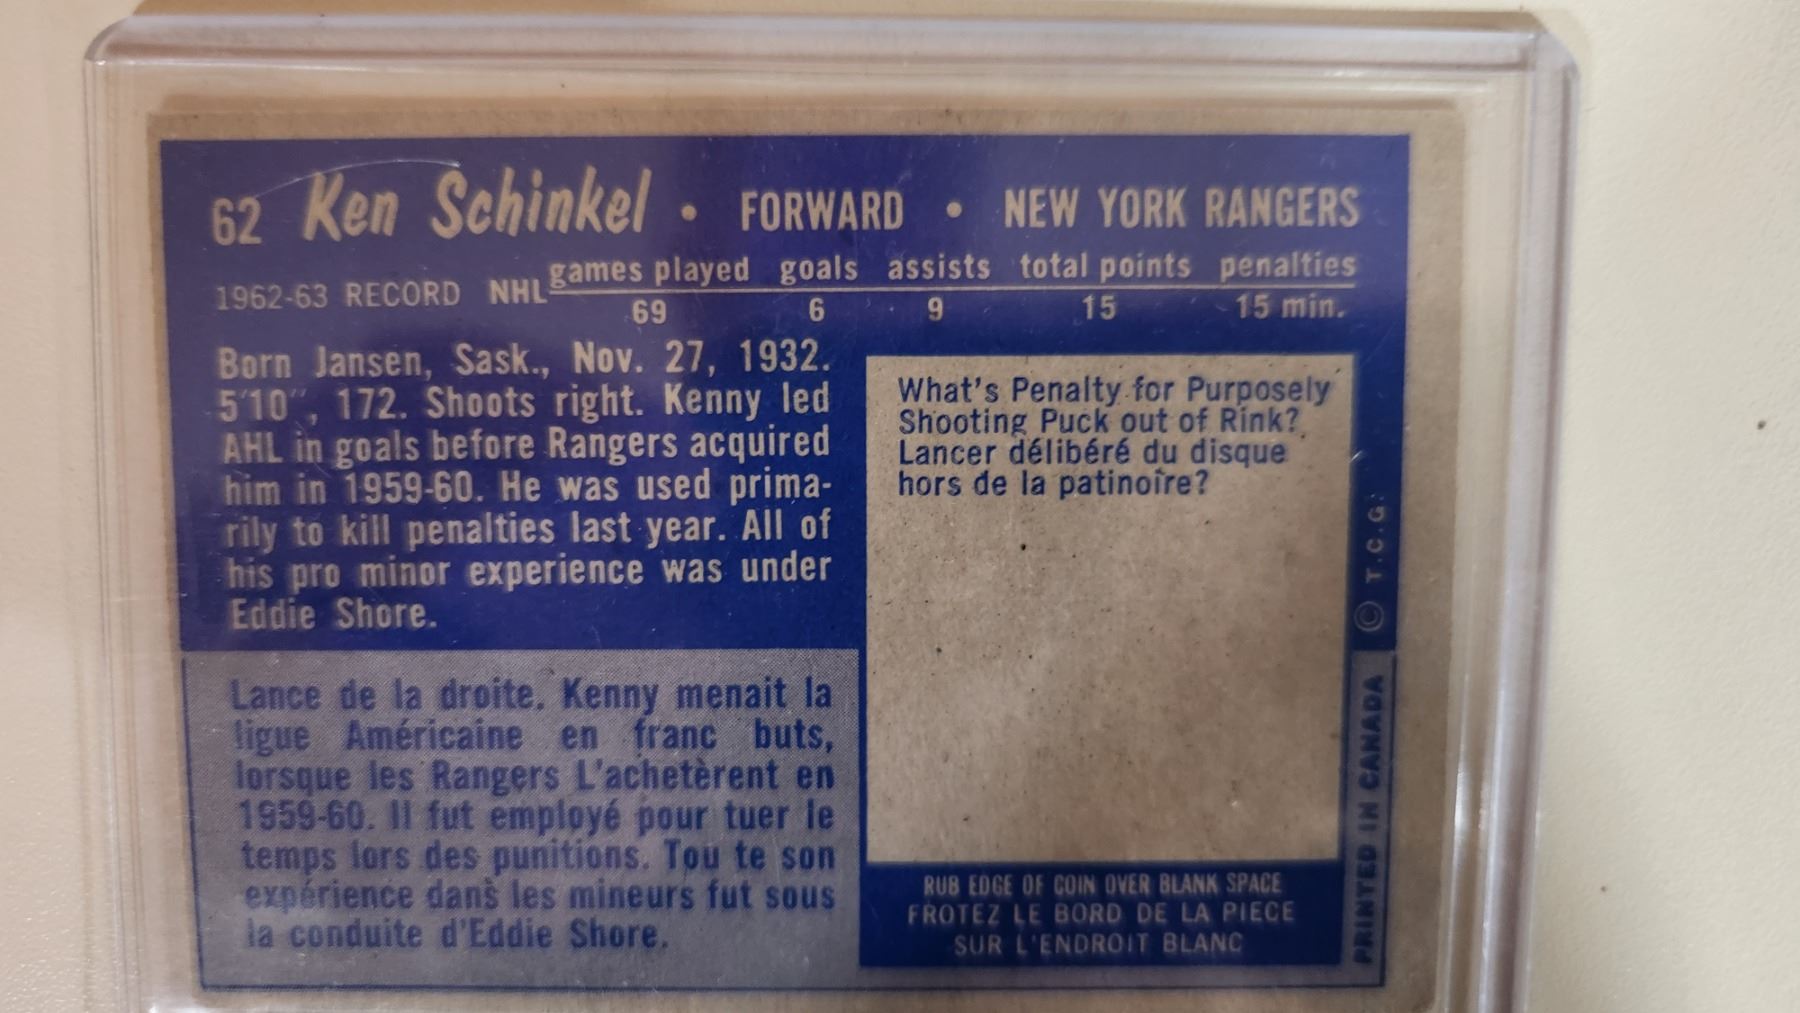 62 Ken Schinkel • FORWARD • NEW YORK RANGERS
games played goals assists total points penalties
1962-63 RECORD NHL
69 6 9 15 15 min.
Born Jansen, Sask., Nov. 27, 1932.
5'10", 172. Shoots right. Kenny led
AHL in goals before Rangers acquired
him in 1959-60. He was used prima-
rily to kill penalties last year. All of
his pro minor experience was under
Eddie Shore.
Lance de la droite. Kenny menait la
ligue Américaine en franc buts,
lorsque les Rangers L'achetèrent en
1959-60. Il fut employé pour tuer le
temps lors des punitions. Tou te son
expérience dans les mineurs fut sous
la conduite d'Eddie Shore.
What's Penalty for Purposely
Shooting Puck out of Rink?
Lancer délibéré du disque
hors de la patinoire?
RUB EDGE OF COIN OVER BLANK SPACE
FROTEZ LE BORD DE LA PIECE
SUR L'ENDROIT BLANC
© T.C.G.
PRINTED IN CANADA